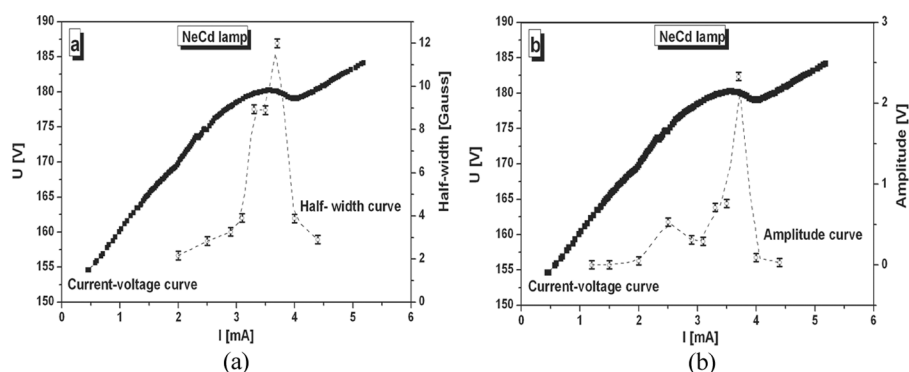 190
185
180
175
170
165
160
155
150
U [V]
a
NeCd lamp
Half- width curve
Current-voltage curve
12
10
8
6
4
2
0
Half-width [Gauss]
0 1 2 3 4 5 6
I [mA]
(a)
190
185
180
175
170
165
160
155
150
U [V]
b
NeCd lamp
Amplitude curve
Current-voltage curve
3
2
1
0
Amplitude [V]
0 1 2 3 4 5 6
I [mA]
(b)